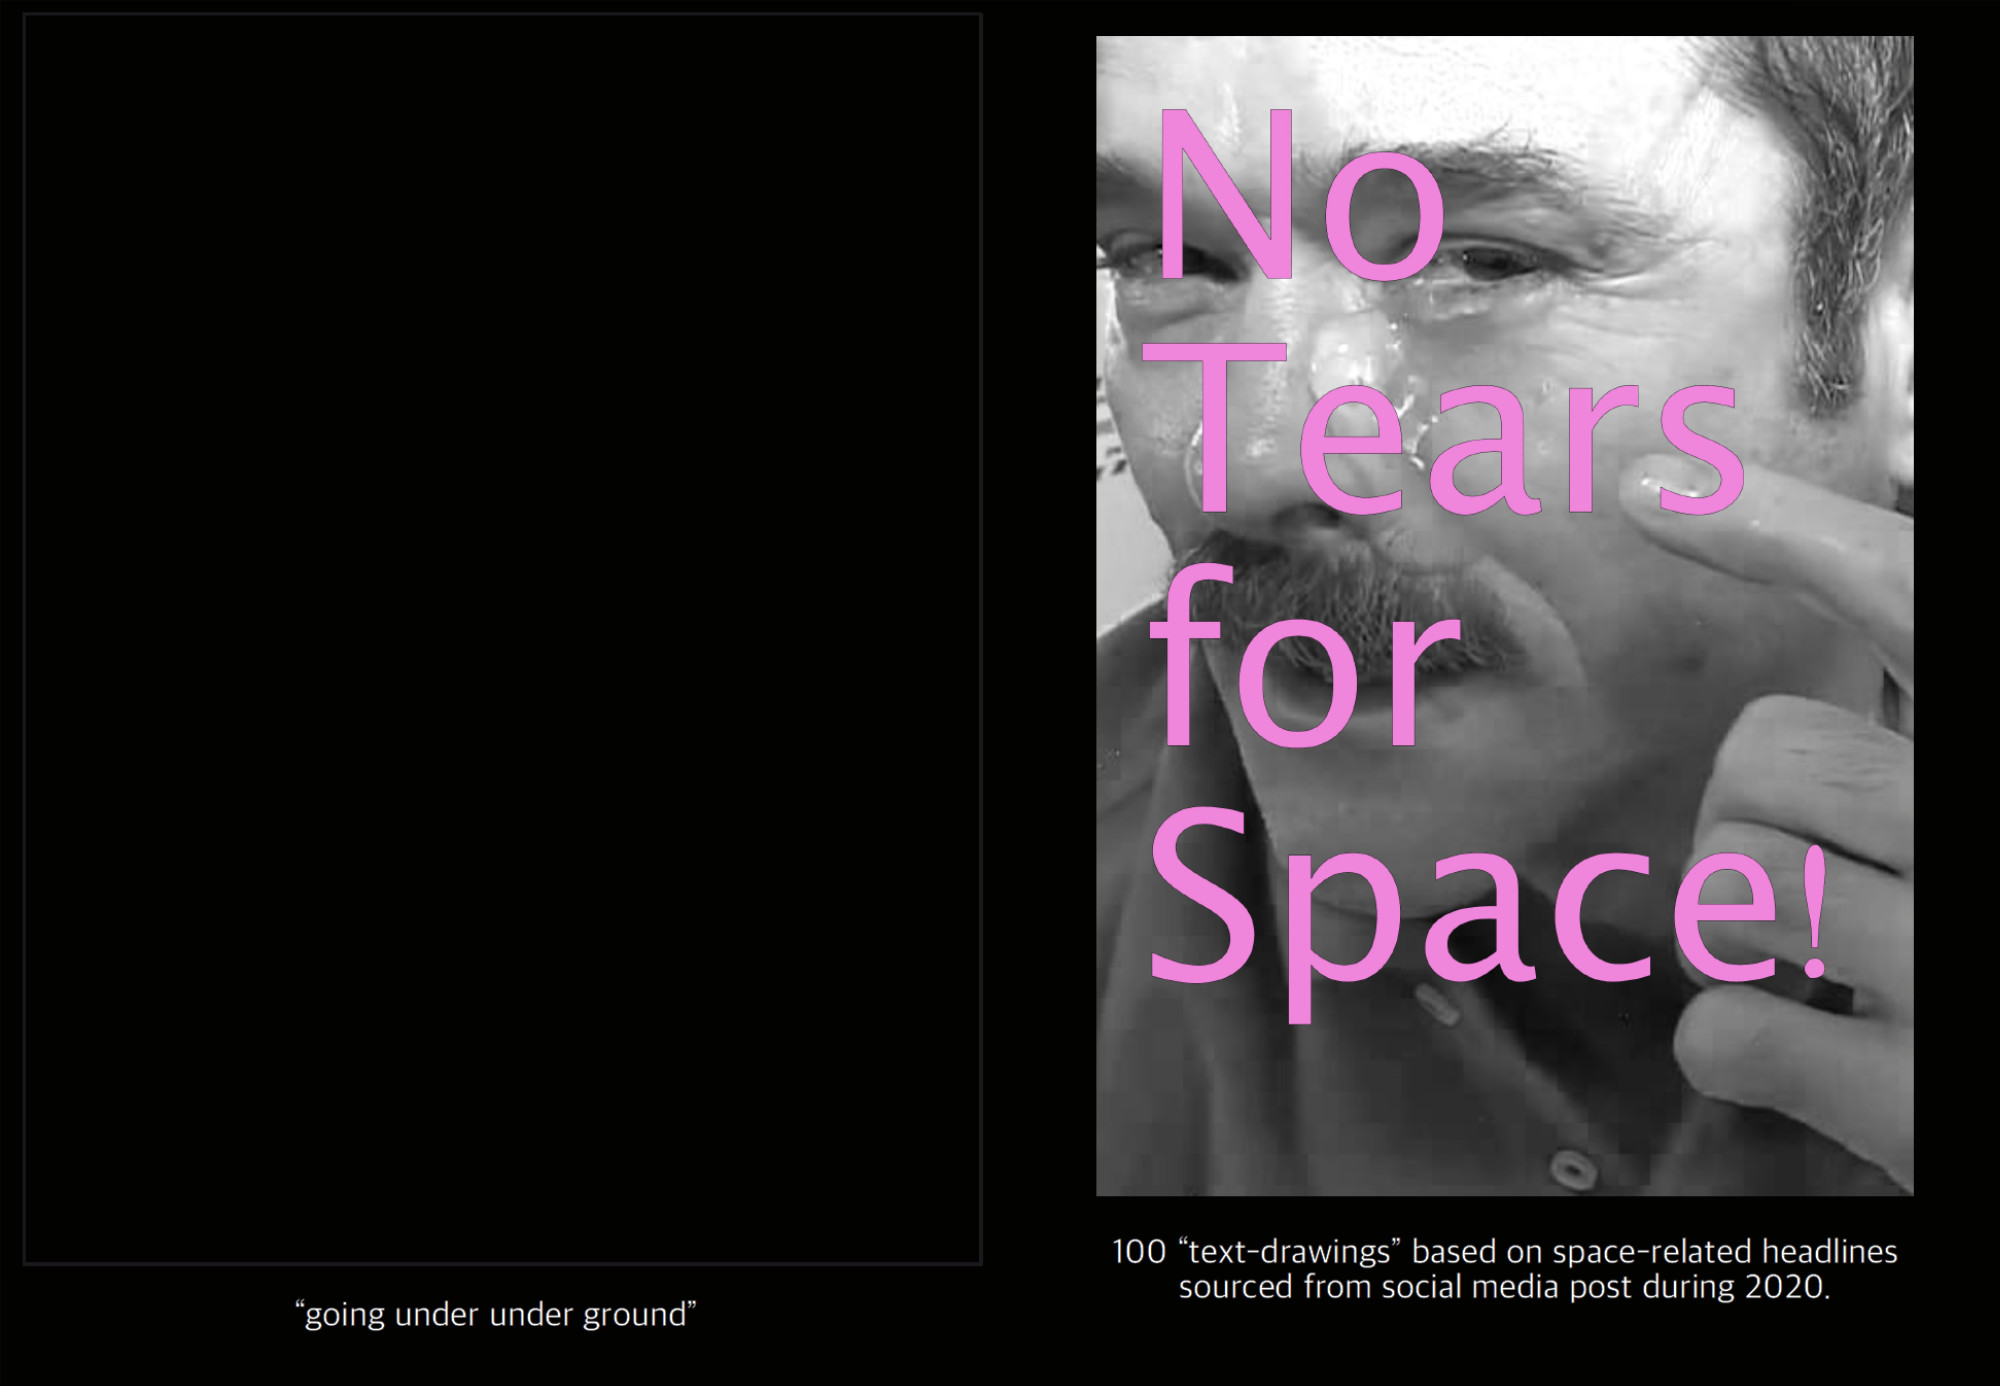 “going under under ground”
No
Tears
for
Space!
100 “text-drawings” based on space-related headlines
sourced from social media post during 2020.